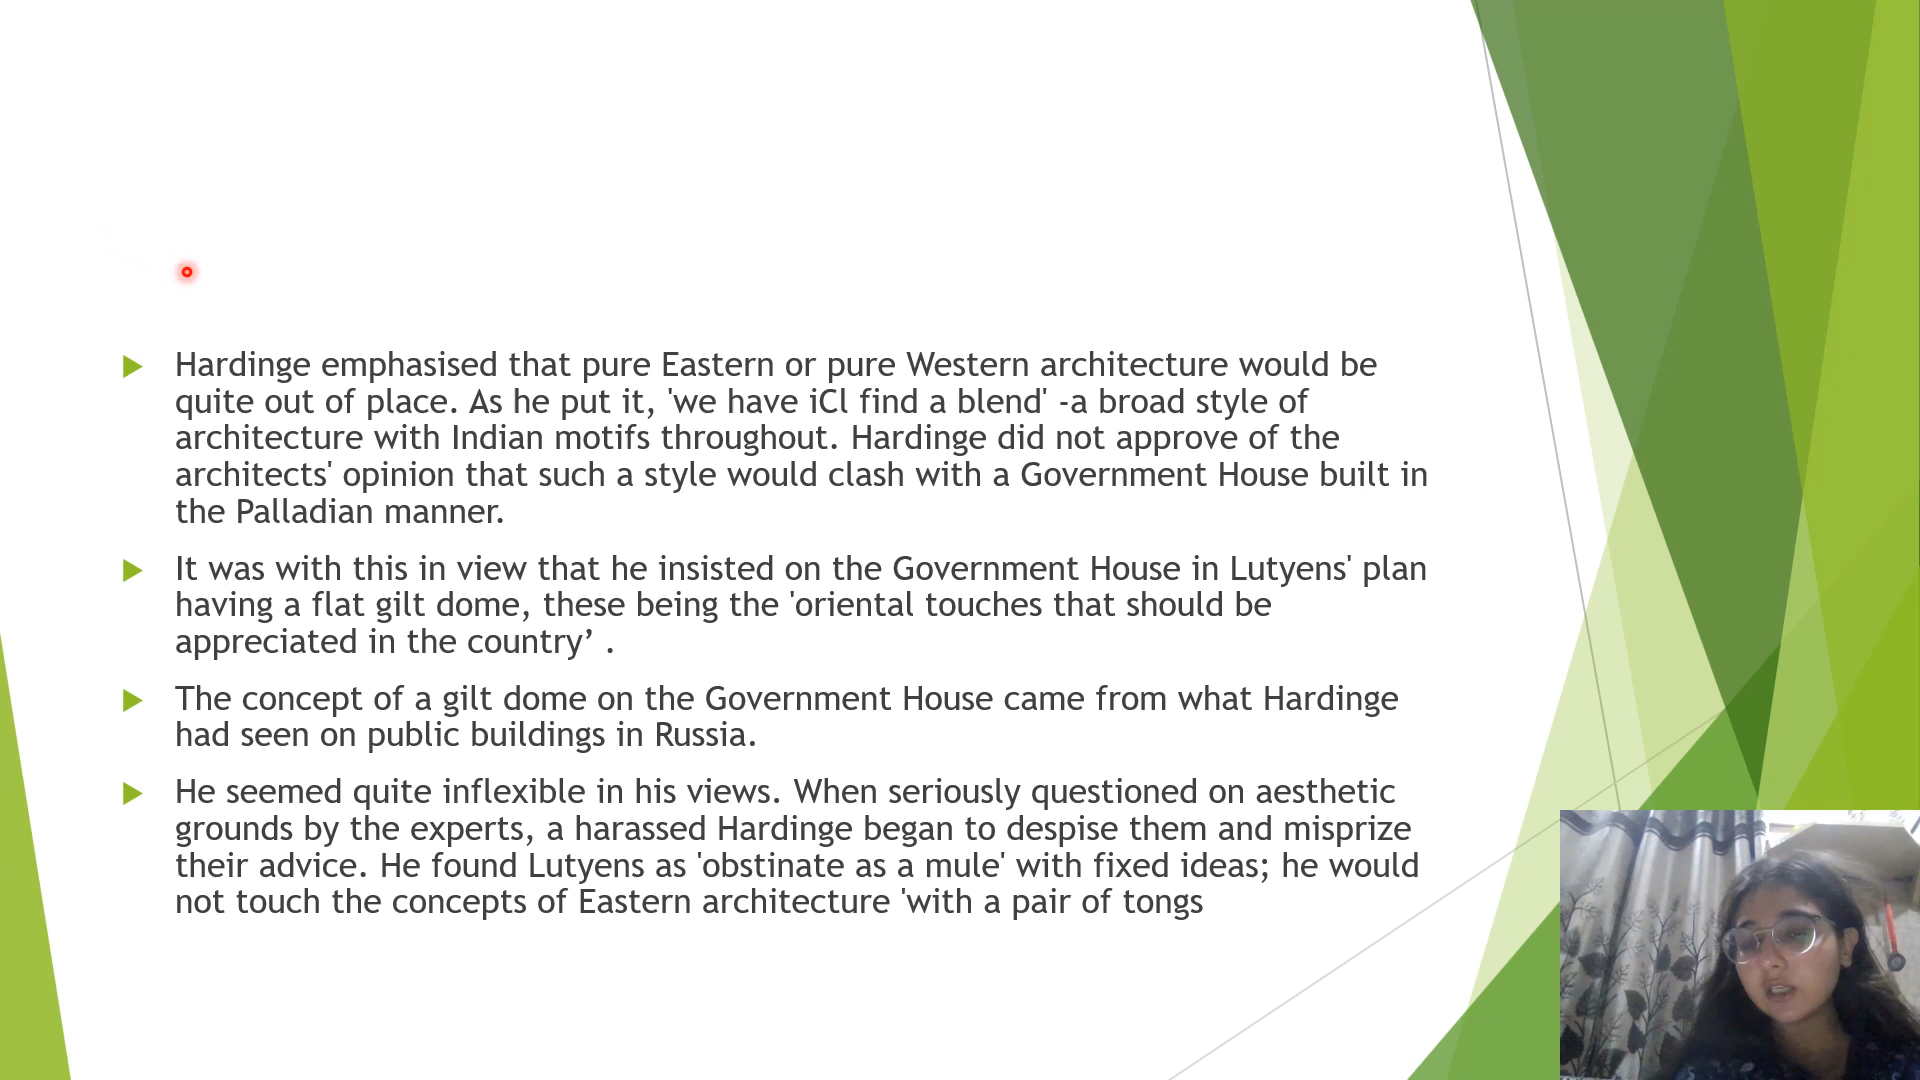 Hardinge emphasised that pure Eastern or pure Western architecture would be
quite out of place. As he put it, 'we have iCl find a blend' -a broad style of
architecture with Indian motifs throughout. Hardinge did not approve of the
architects' opinion that such a style would clash with a Government House built in
the Palladian manner.
It was with this in view that he insisted on the Government House in Lutyens' plan
having a flat gilt dome, these being the 'oriental touches that should be
appreciated in the country’ .
The concept of a gilt dome on the Government House came from what Hardinge
had seen on public buildings in Russia.
He seemed quite inflexible in his views. When seriously questioned on aesthetic
grounds by the experts, a harassed Hardinge began to despise them and misprize
their advice. He found Lutyens as 'obstinate as a mule' with fixed ideas; he would
not touch the concepts of Eastern architecture 'with a pair of tongs